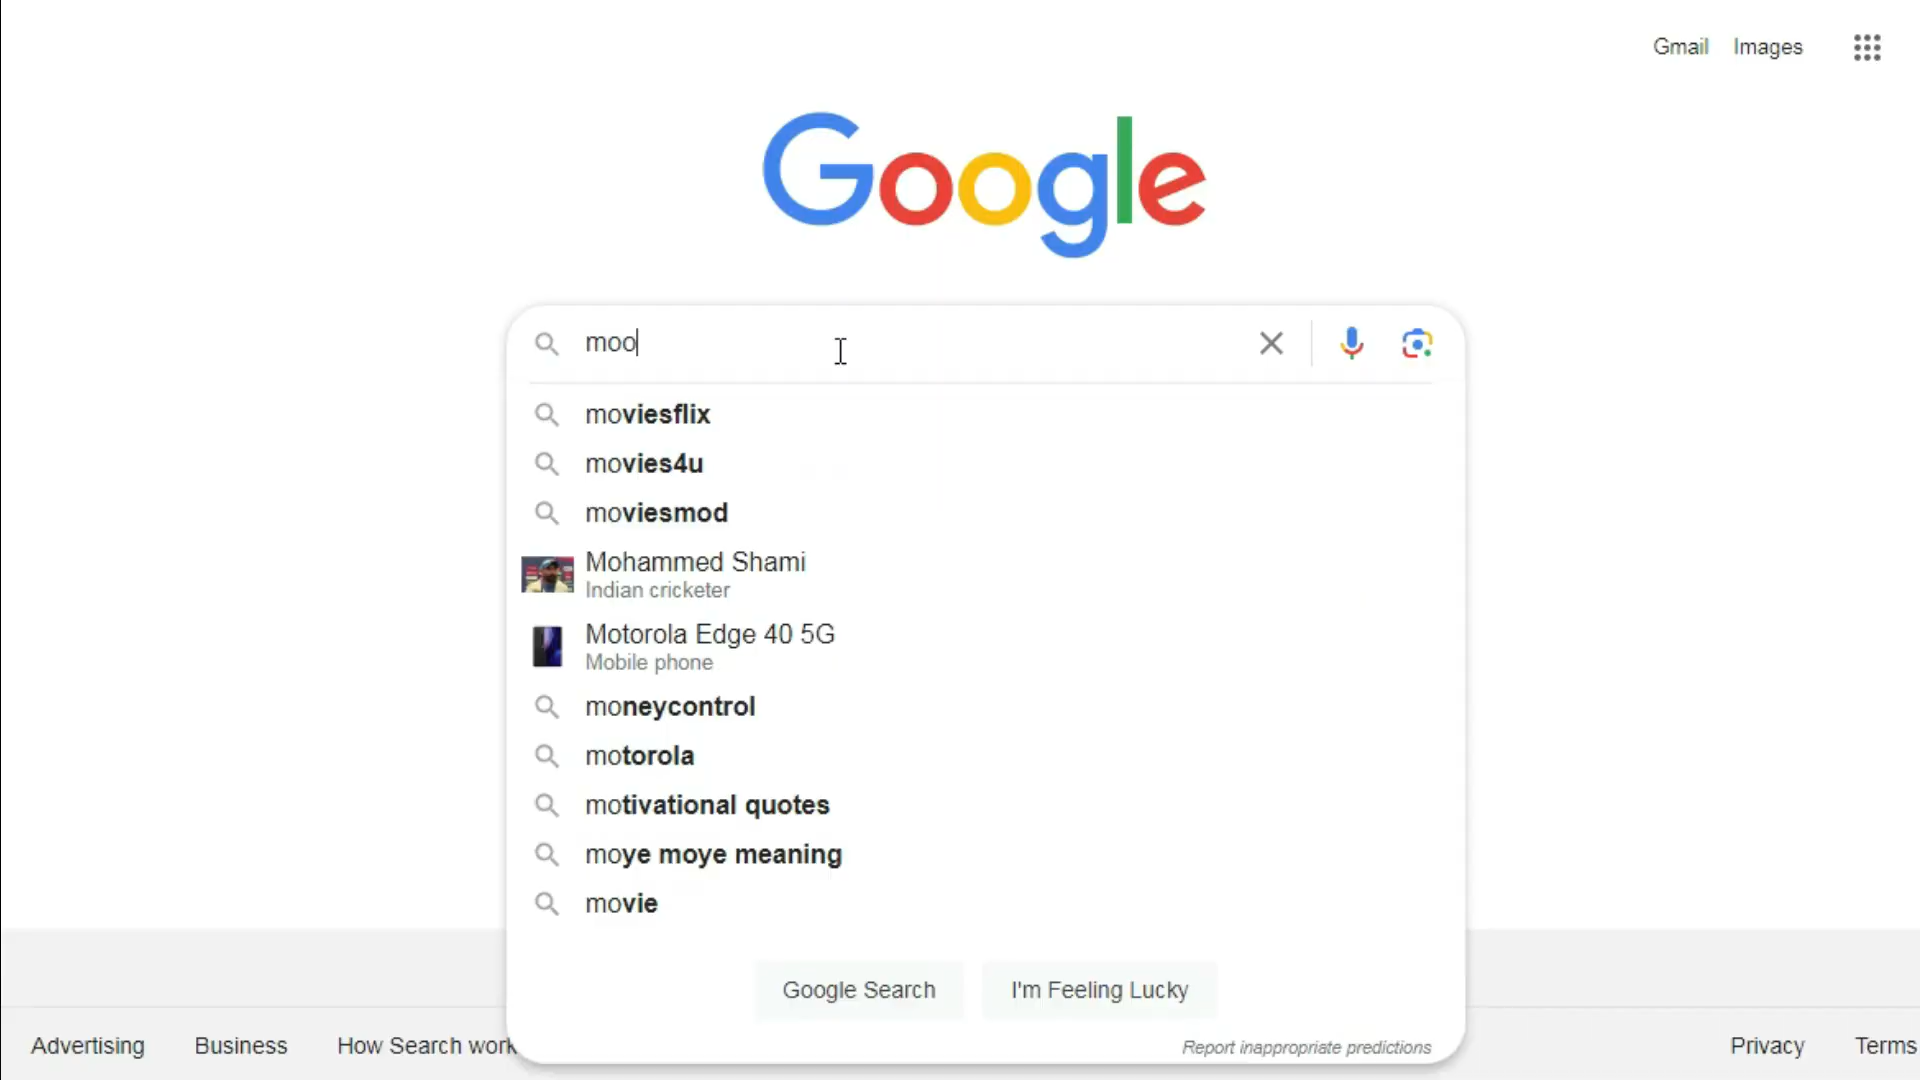 Gmail Images
Google
moo
moviesflix
movies4u
moviesmod
Mohammed Shami
Indian cricketer
Motorola Edge 40 5G
Mobile phone
moneycontrol
motorola
motivational quotes
moye moye meaning
movie
Google Search I'm Feeling Lucky
Report inappropriate predictions
Advertising Business How Search work Privacy Terms